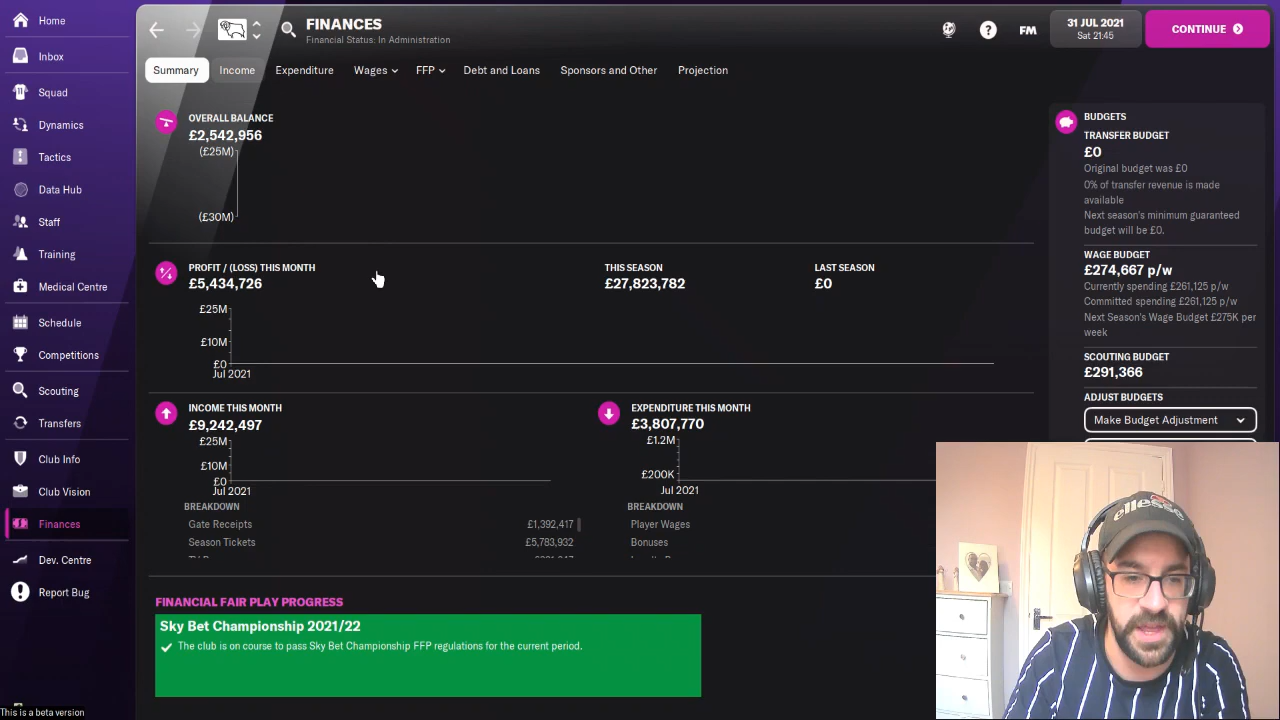 Home
FINANCES
Financial Status: In Administration
FM
31 JUL 2021
Sat 21:45
CONTINUE
Inbox
Squad
Dynamics
Tactics
Data Hub
Staff
Training
Medical Centre
Schedule
Competitions
Scouting
Transfers
Club Info
Club Vision
Finances
Dev. Centre
Report Bug
This is a beta version
Summary
Income
Expenditure
Wages
FFP
Debt and Loans
Sponsors and Other
Projection
OVERALL BALANCE
£2,542,956
(£25M)
(£30M)
PROFIT / (LOSS) THIS MONTH
£5,434,726
THIS SEASON
£27,823,782
LAST SEASON
£0
£25M
£10M
£0
Jul 2021
INCOME THIS MONTH
£9,242,497
£25M
£10M
£0
Jul 2021
BREAKDOWN
Gate Receipts £1,392,417
Season Tickets £5,783,932
EXPENDITURE THIS MONTH
£3,807,770
£1.2M
£200K
Jul 2021
BREAKDOWN
Player Wages
Bonuses
FINANCIAL FAIR PLAY PROGRESS
Sky Bet Championship 2021/22
The club is on course to pass Sky Bet Championship FFP regulations for the current period.
BUDGETS
TRANSFER BUDGET
£0
Original budget was £0
0% of transfer revenue is made
available
Next season's minimum guaranteed
budget will be £0.
WAGE BUDGET
£274,667 p/w
Currently spending £261,125 p/w
Committed spending £261,125 p/w
Next Season's Wage Budget £275K per
week
SCOUTING BUDGET
£291,366
ADJUST BUDGETS
Make Budget Adjustment
ellesse